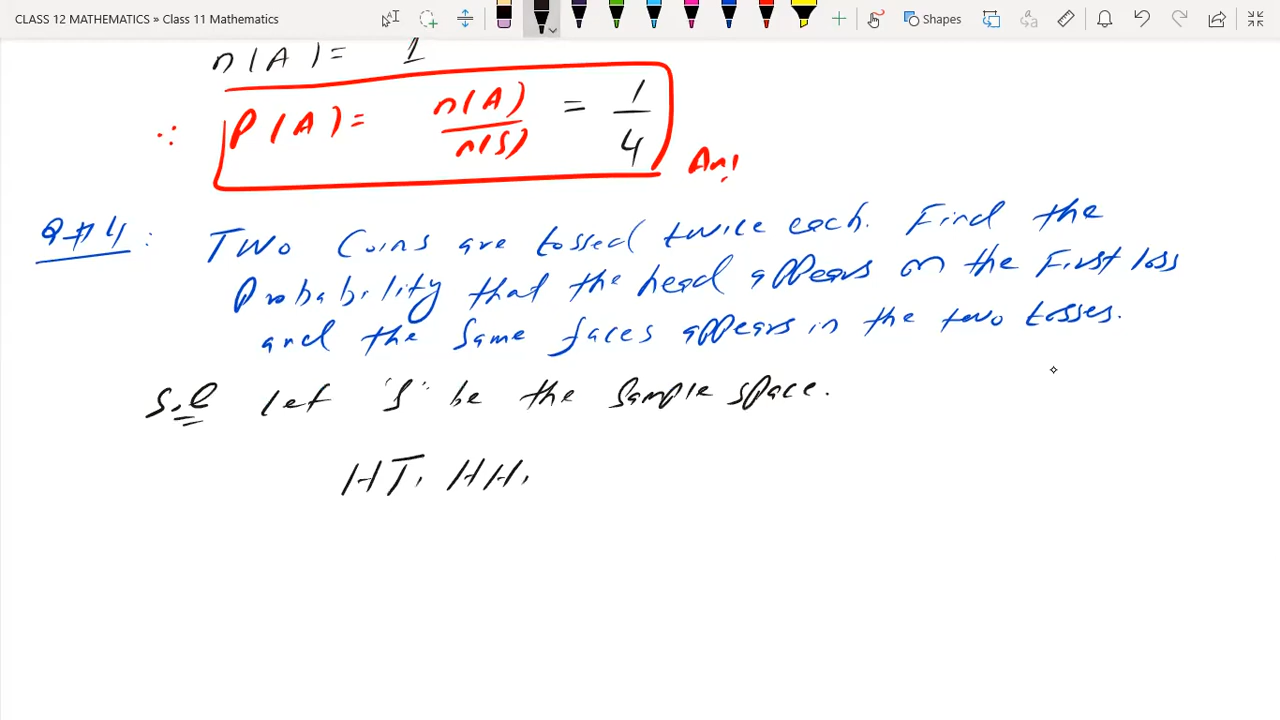 CLASS 12 MATHEMATICS » Class 11 Mathematics
Shapes
n(A) = 1
∵ P(A) = n(A)/n(S) = 1/4 Ans
Q#4: Two Coins are tossed twice each. Find the
Probability that the head appears on the First toss
and the Same faces appears in the two tosses.
Sol Let 'S' be the Sample space.
HT, HH,